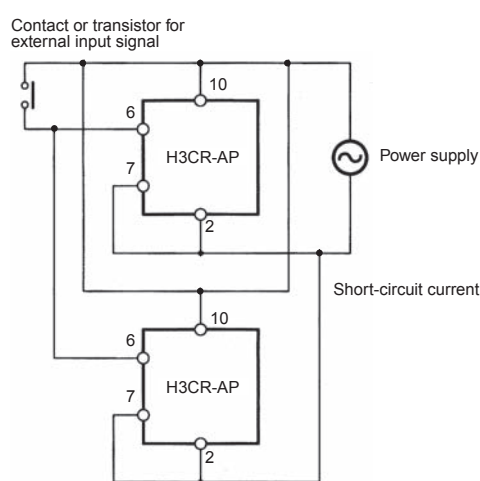 Contact or transistor for
external input signal
10
6
H3CR-AP
7
2
Power supply
Short-circuit current
10
6
H3CR-AP
7
2